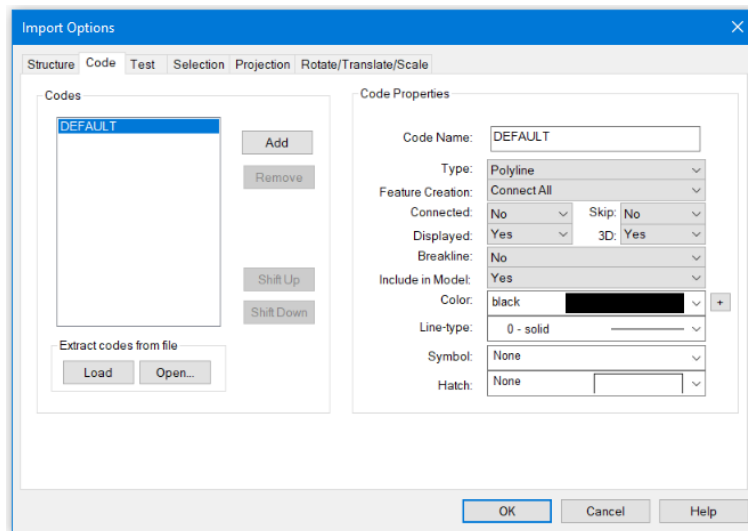 Import Options
Structure Code Test Selection Projection Rotate/Translate/Scale
Codes
DEFAULT
Add
Remove
Shift Up
Shift Down
Extract codes from file
Load Open...
Code Properties
Code Name: DEFAULT
Type: Polyline
Feature Creation: Connect All
Connected: No Skip: No
Displayed: Yes 3D: Yes
Breakline: No
Include in Model: Yes
Color: black +
Line-type: 0 - solid
Symbol: None
Hatch: None
OK Cancel Help